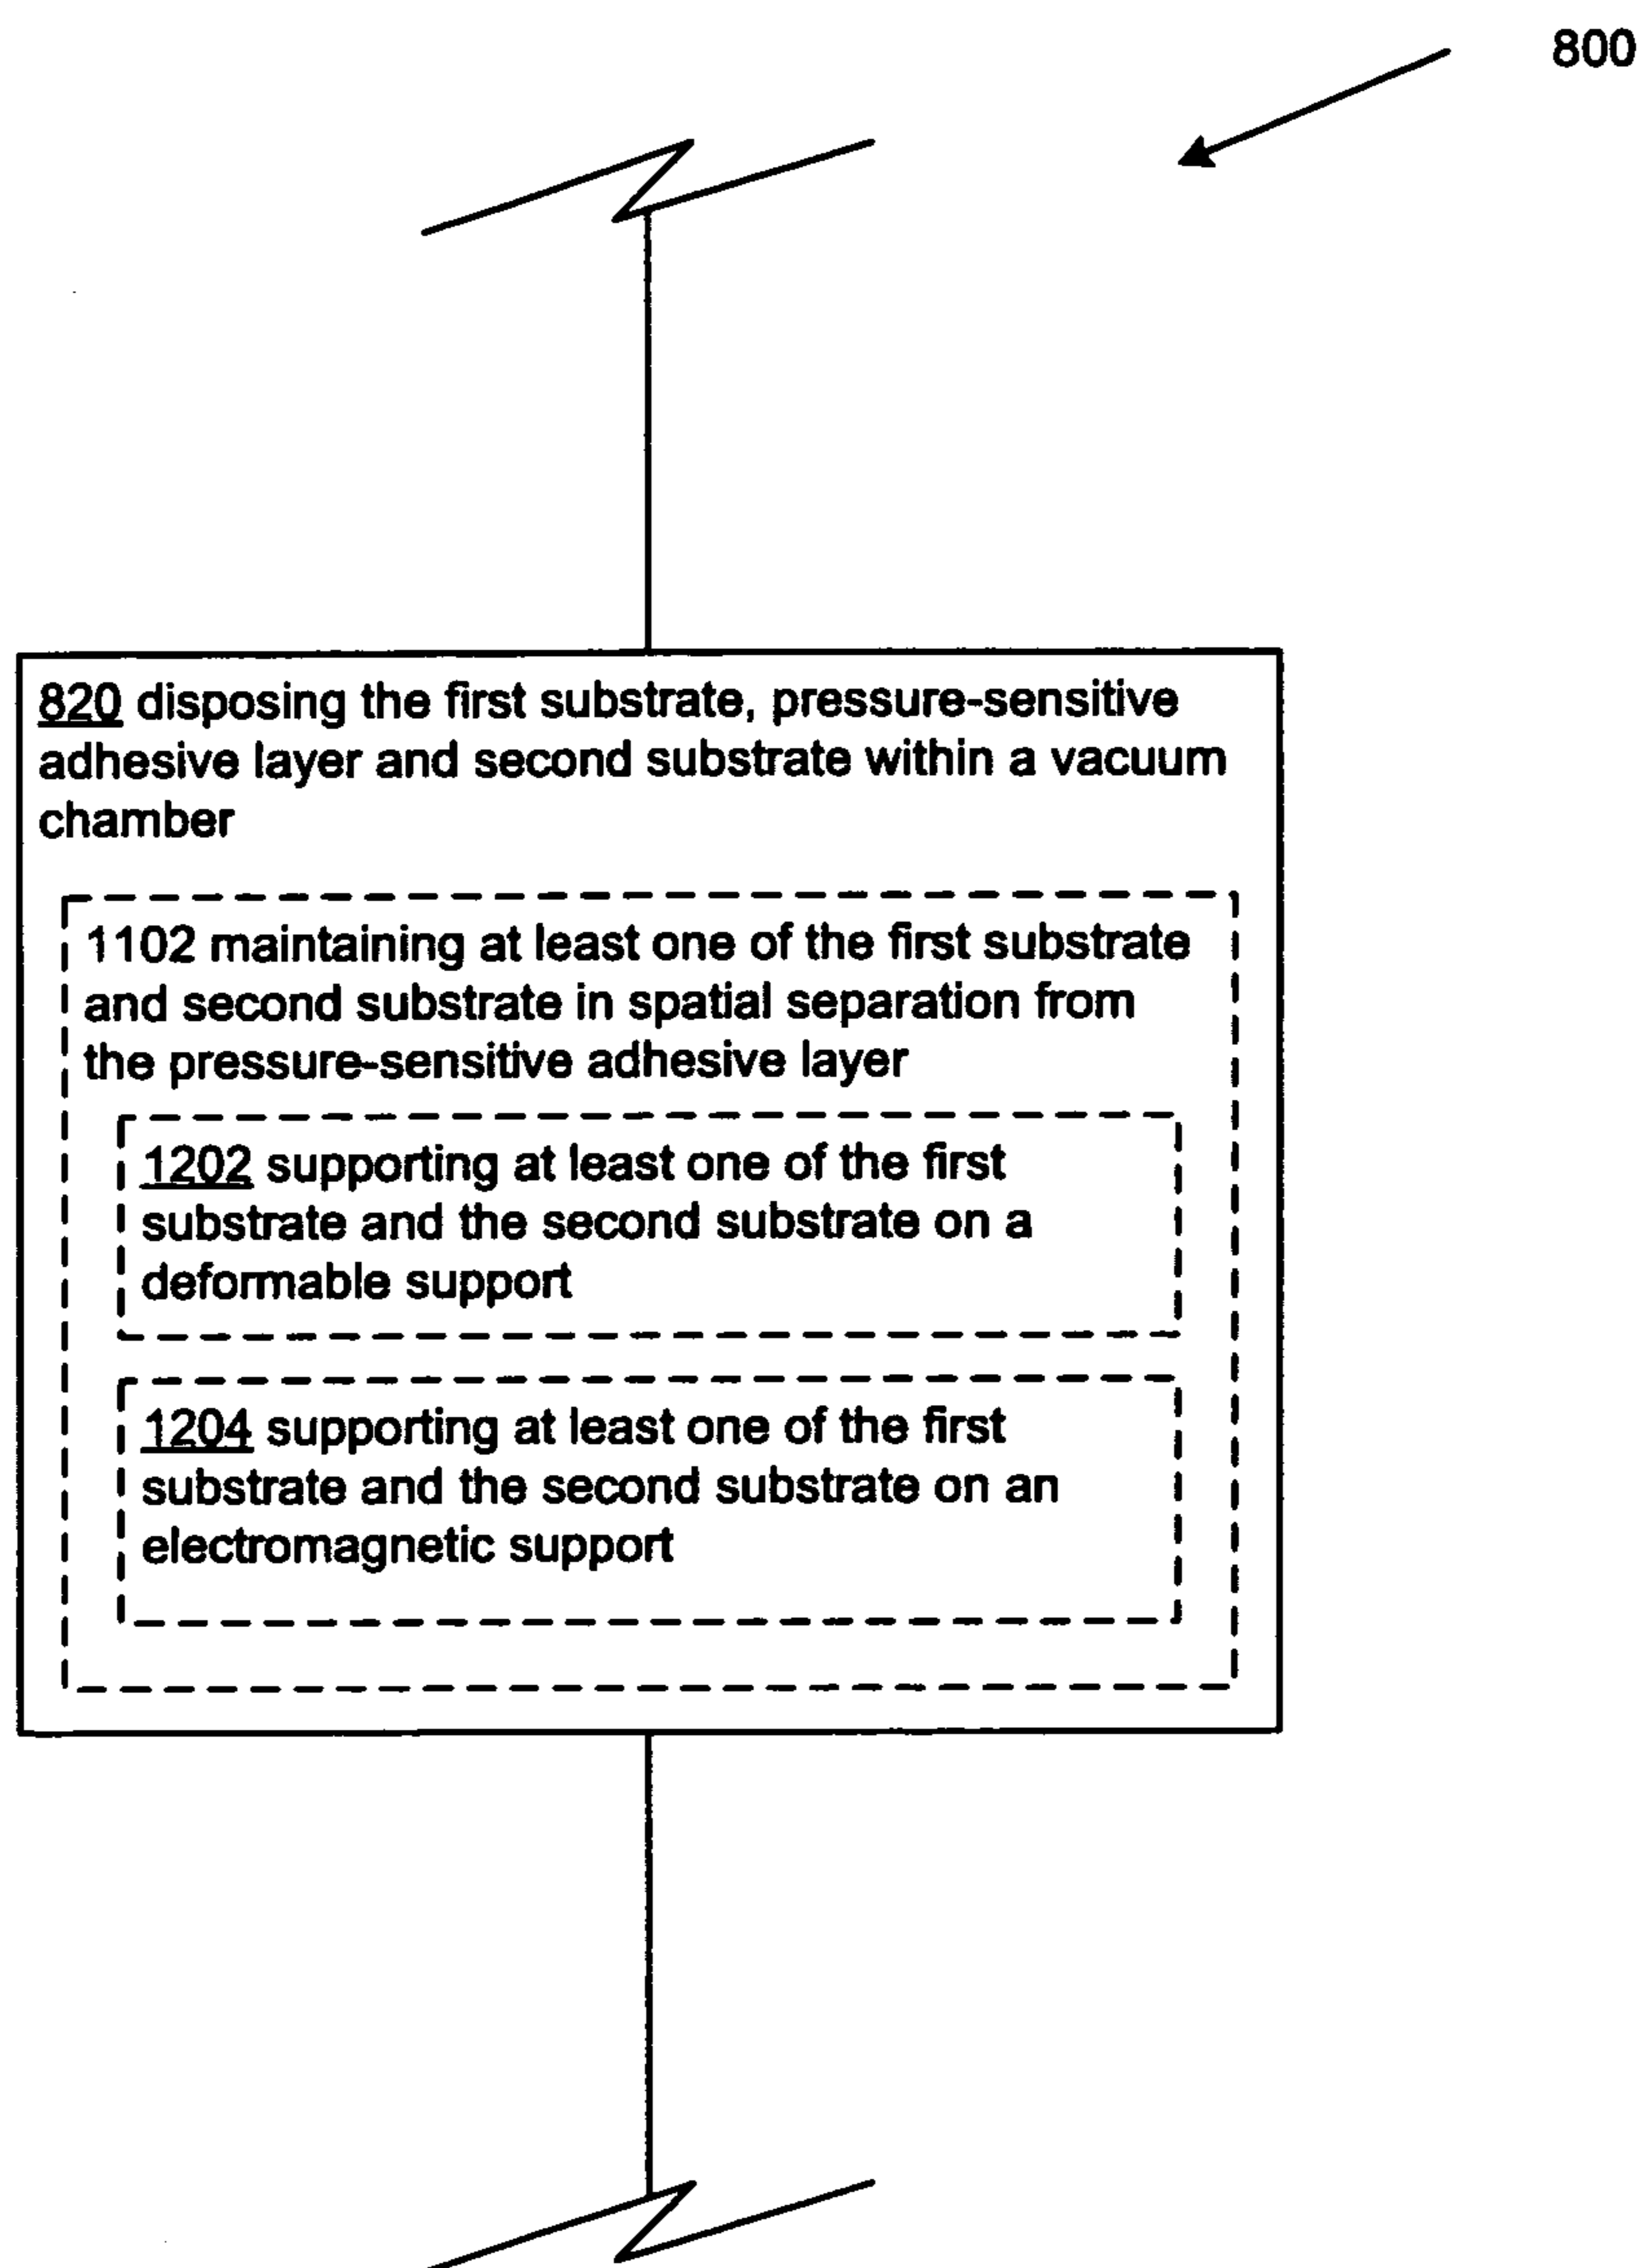 800
820 disposing the first substrate, pressure-sensitive
adhesive layer and second substrate within a vacuum
chamber
1102 maintaining at least one of the first substrate
and second substrate in spatial separation from
the pressure-sensitive adhesive layer
1202 supporting at least one of the first
substrate and the second substrate on a
deformable support
1204 supporting at least one of the first
substrate and the second substrate on an
electromagnetic support